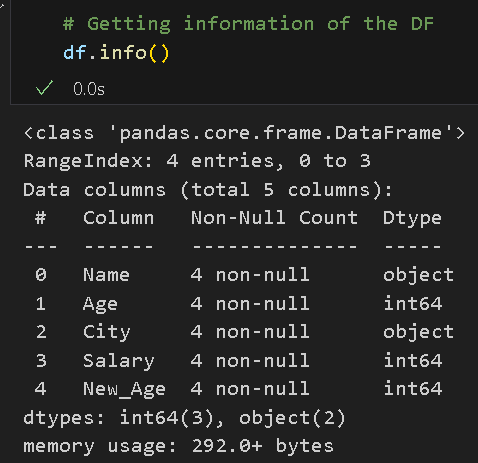 # Getting information of the DF
df.info()
0.0s
<class 'pandas.core.frame.DataFrame'>
RangeIndex: 4 entries, 0 to 3
Data columns (total 5 columns):
 #   Column   Non-Null Count  Dtype
---  ------   --------------  -----
 0   Name     4 non-null      object
 1   Age      4 non-null      int64
 2   City     4 non-null      object
 3   Salary   4 non-null      int64
 4   New_Age  4 non-null      int64
dtypes: int64(3), object(2)
memory usage: 292.0+ bytes